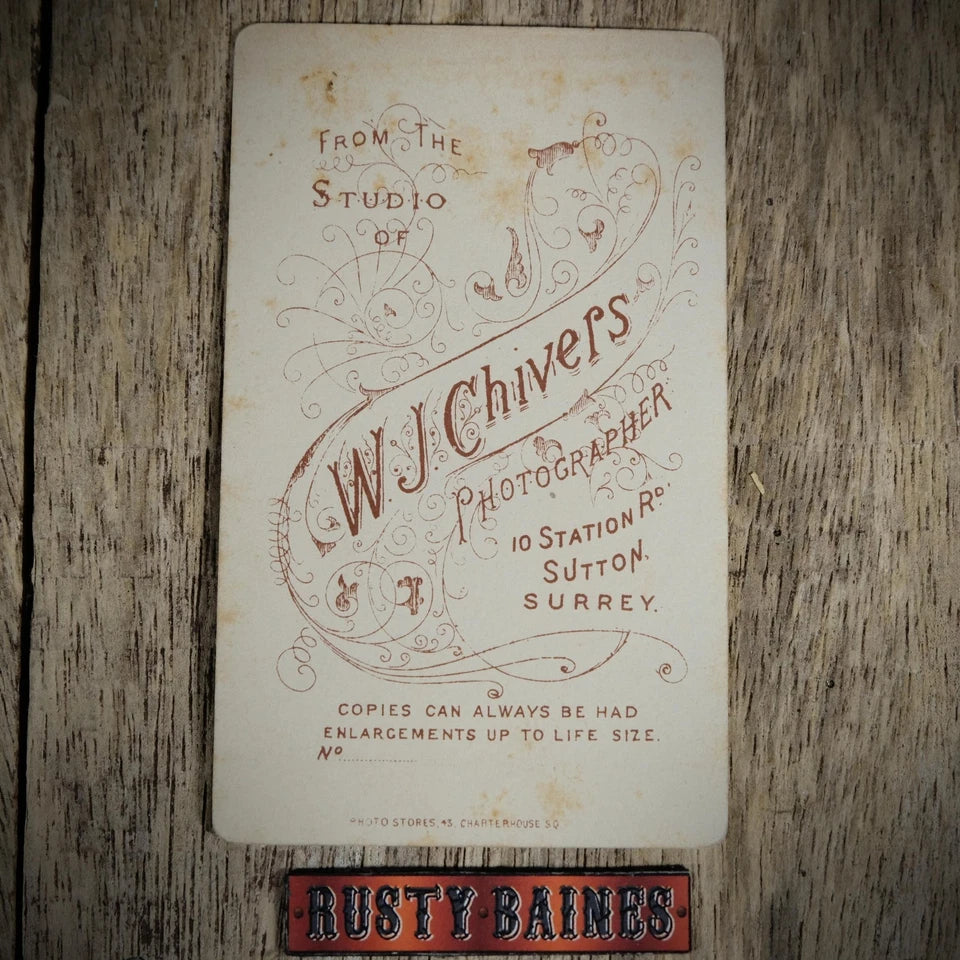 FROM THE
STUDIO
OF
W. J. Chivers
PHOTOGRAPHER
10 STATION Rd.
SUTTON,
SURREY.
COPIES CAN ALWAYS BE HAD
ENLARGEMENTS UP TO LIFE SIZE.
No
PHOTO STORES, 43, CHARTERHOUSE SQ
RUSTY BAINES